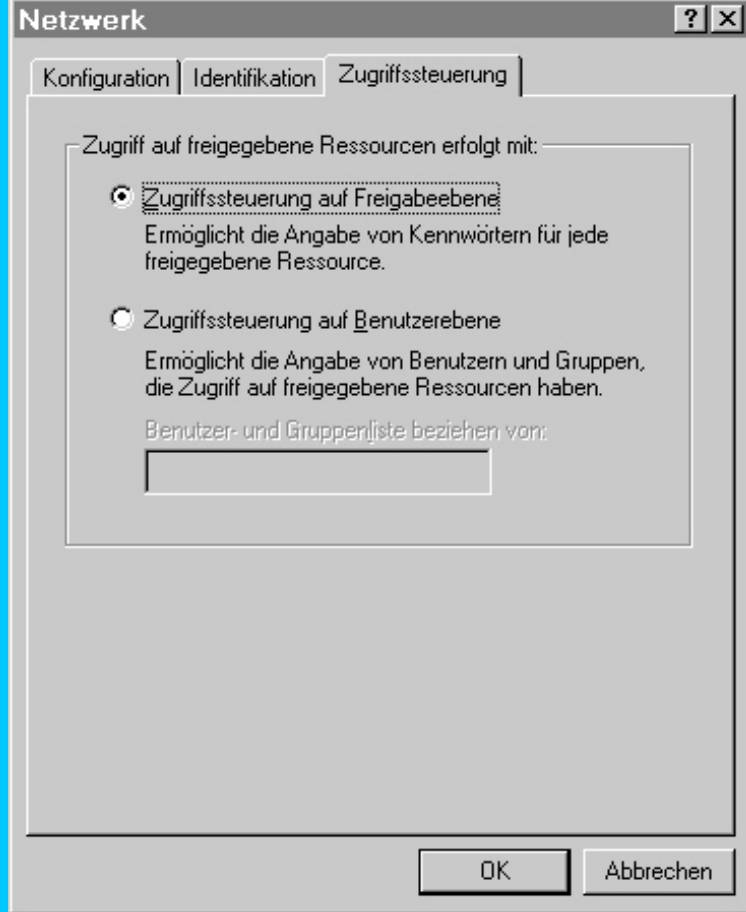 Netzwerk
Konfiguration Identifikation Zugriffssteuerung
Zugriff auf freigegebene Ressourcen erfolgt mit:
Zugriffssteuerung auf Freigabeebene
Ermöglicht die Angabe von Kennwörtern für jede
freigegebene Ressource.
Zugriffssteuerung auf Benutzerebene
Ermöglicht die Angabe von Benutzern und Gruppen,
die Zugriff auf freigegebene Ressourcen haben.
Benutzer- und Gruppenliste beziehen von:
OK Abbrechen